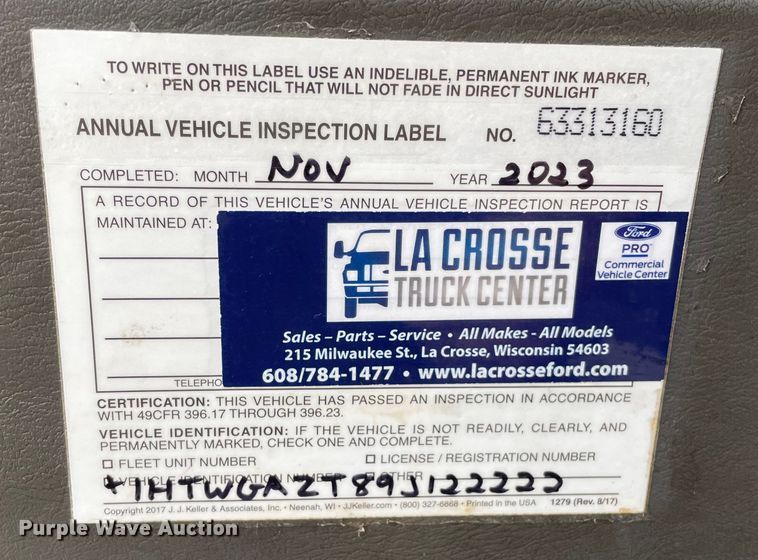 TO WRITE ON THIS LABEL USE AN INDELIBLE, PERMANENT INK MARKER,
PEN OR PENCIL THAT WILL NOT FADE IN DIRECT SUNLIGHT
ANNUAL VEHICLE INSPECTION LABEL NO. 63313160
COMPLETED: MONTH NOV YEAR 2023
A RECORD OF THIS VEHICLE'S ANNUAL VEHICLE INSPECTION REPORT IS
MAINTAINED AT:
LA CROSSE
TRUCK CENTER
Ford
PRO
Commercial
Vehicle Center
Sales – Parts – Service • All Makes - All Models
215 Milwaukee St., La Crosse, Wisconsin 54603
608/784-1477 • www.lacrosseford.com
TELEPHO
CERTIFICATION: THIS VEHICLE HAS PASSED AN INSPECTION IN ACCORDANCE
WITH 49CFR 396.17 THROUGH 396.23.
VEHICLE IDENTIFICATION: IF THE VEHICLE IS NOT READILY, CLEARLY, AND
PERMANENTLY MARKED, CHECK ONE AND COMPLETE.
FLEET UNIT NUMBER LICENSE / REGISTRATION NUMBER
VEHICLE IDENTIFICATION NUMBER OTHER
1HTWGAZT89J122222
Copyright 2017 J. J. Keller & Associates, Inc. • Neenah, WI • JJKeller.com • (800) 327-6868 • Printed in the USA 1279 (Rev. 8/17)
Purple Wave Auction